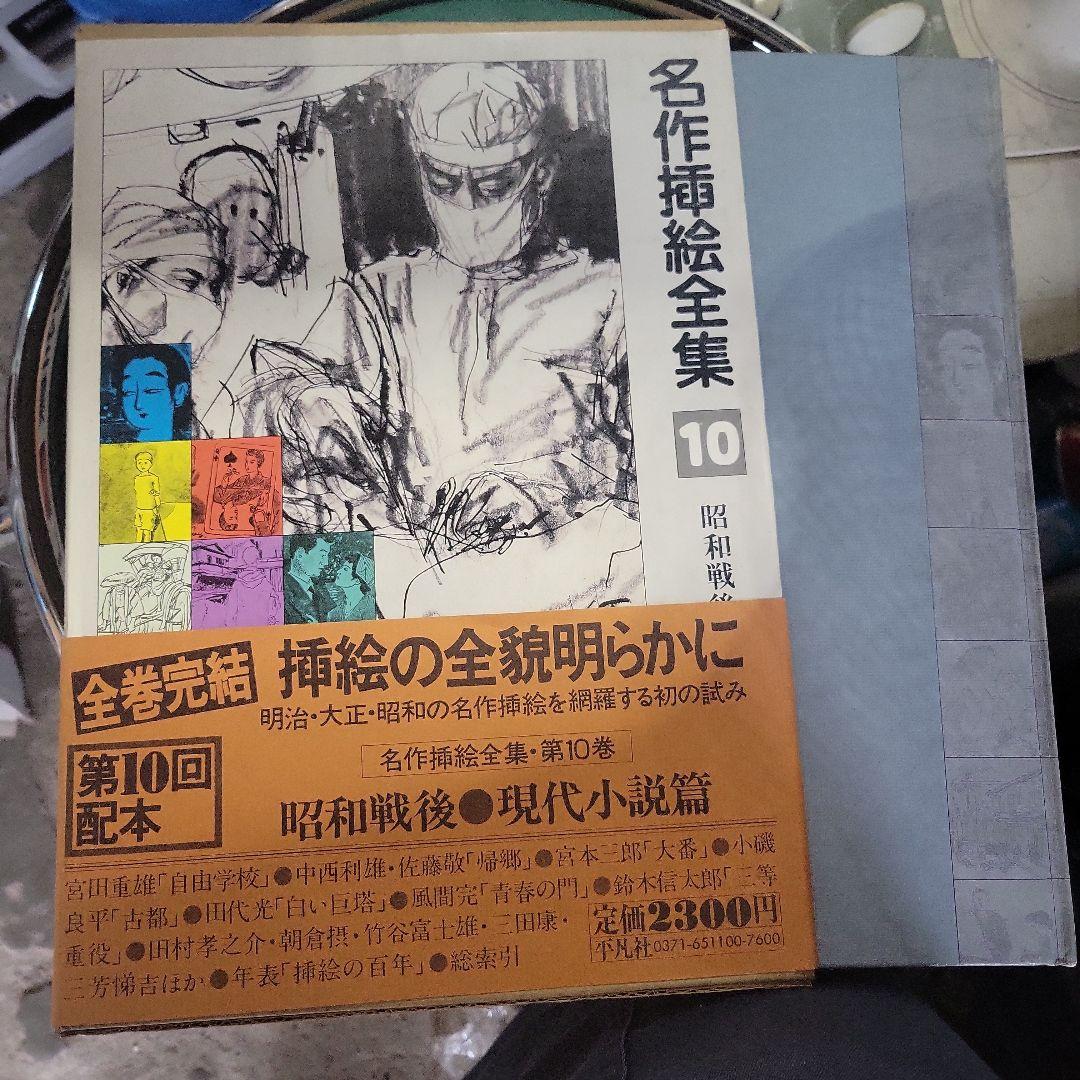 名作挿絵全集
10
昭和戦後
全巻完結
挿絵の全貌明らかに
明治・大正・昭和の名作挿絵を網羅する初の試み
第10回
配本
名作挿絵全集・第10巻
昭和戦後●現代小説篇
宮田重雄「自由学校」●中西利雄・佐藤敬「帰郷」●宮本三郎「大番」●小磯
良平「古都」●田代光「白い巨塔」●風間完「青春の門」●鈴木信太郎「三等
重役」●田村孝之介・朝倉摂・竹谷富士雄・三田康・
三芳悌吉ほか●年表「挿絵の百年」●総索引
定価2300円
平凡社0371-651100-7600